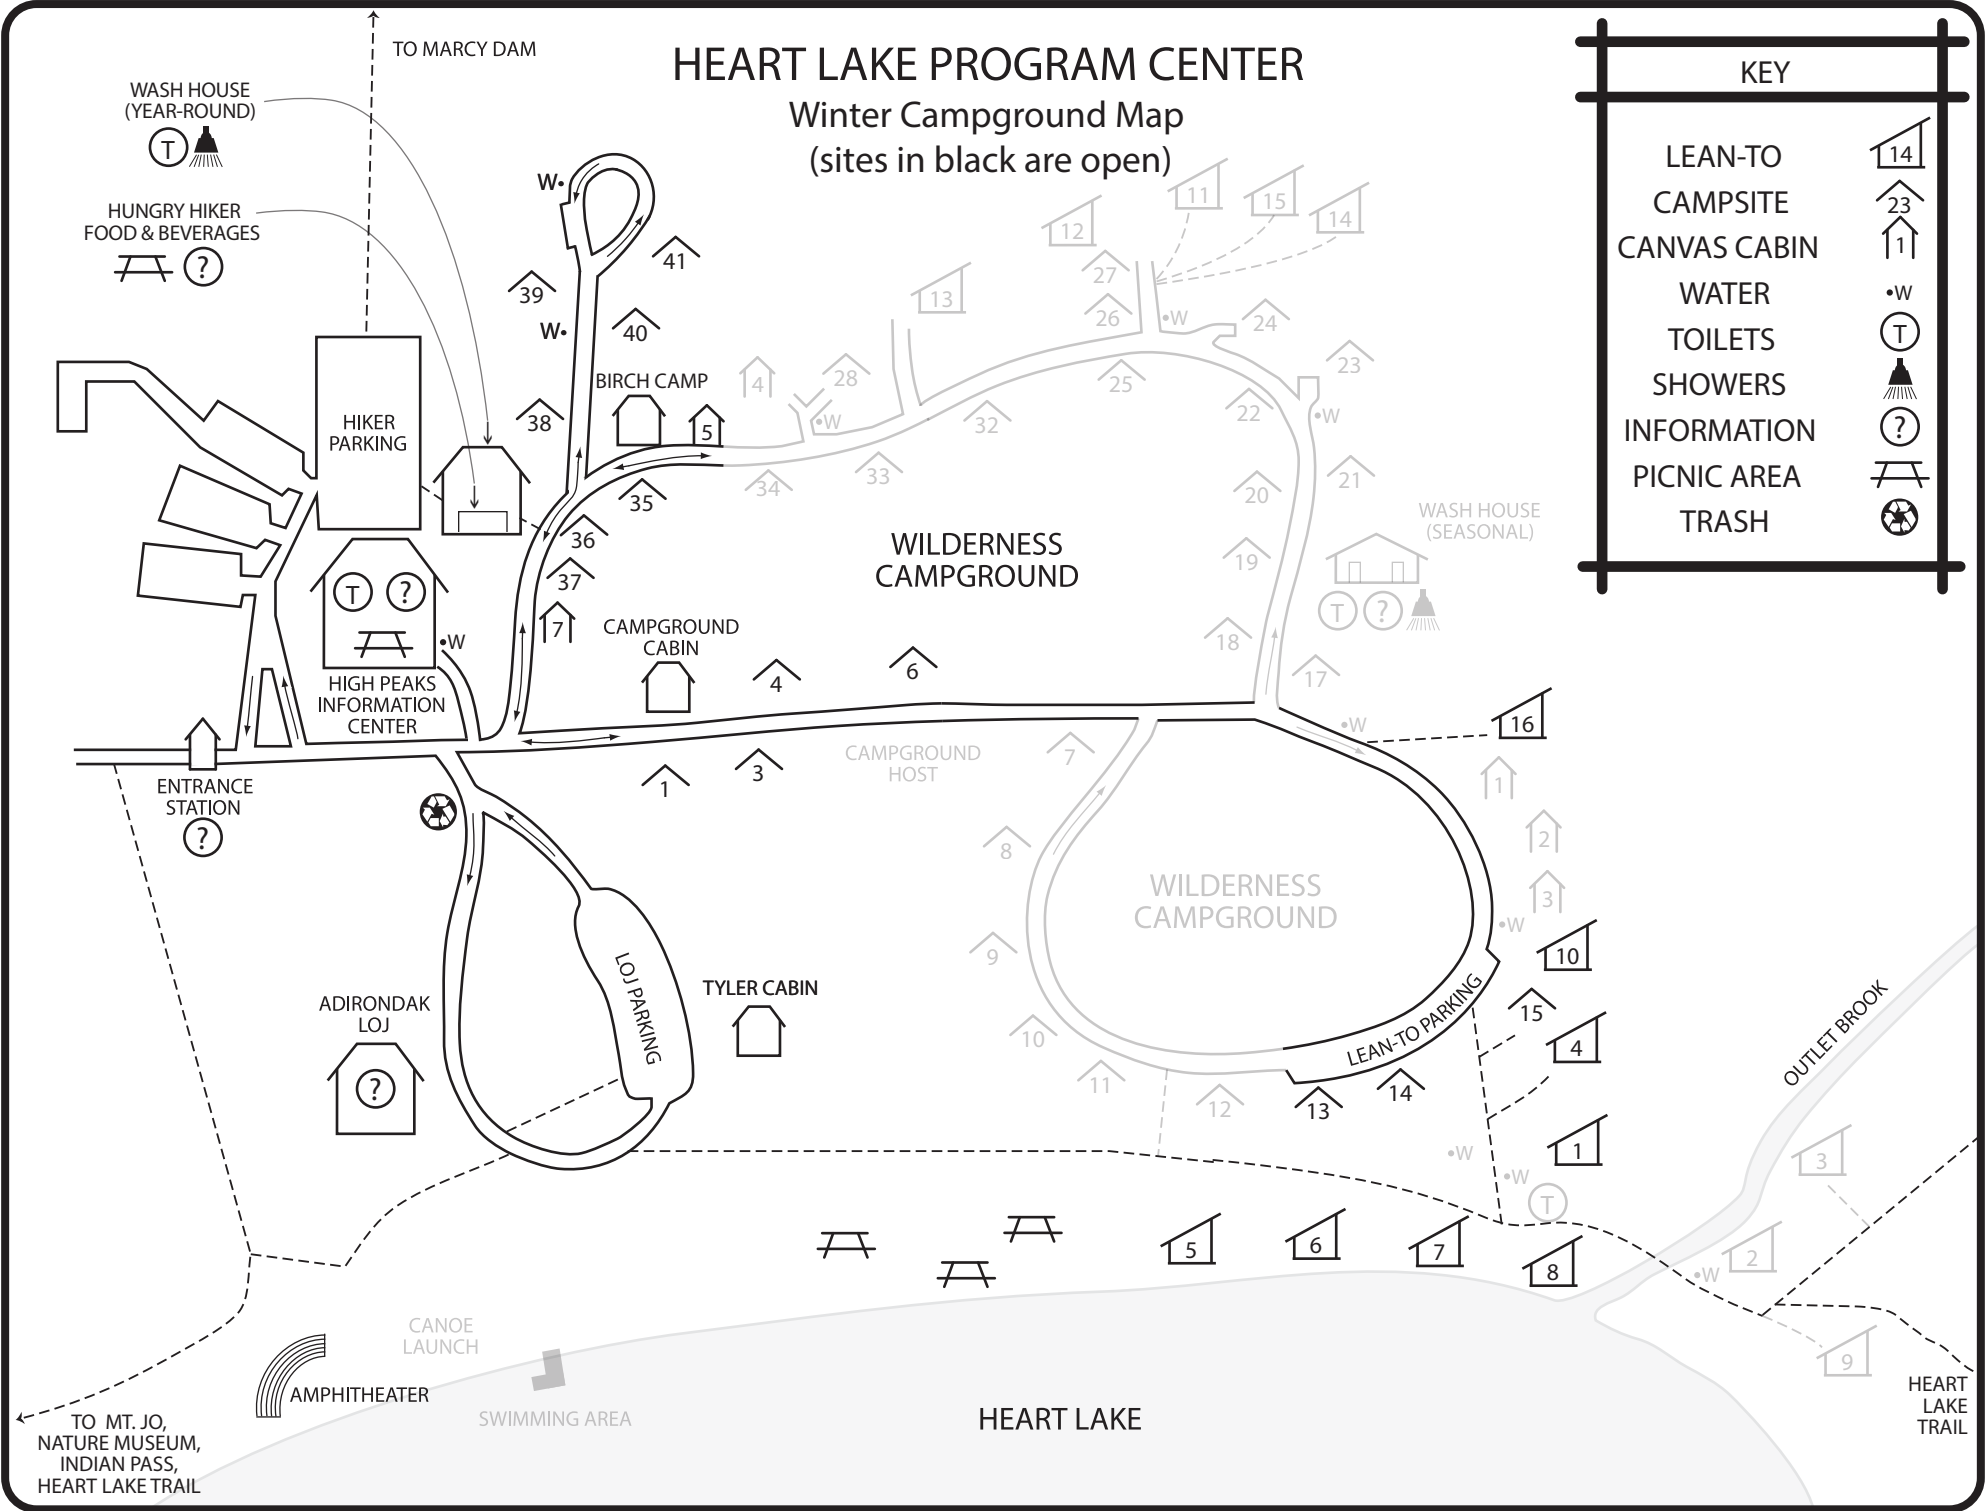 HEART LAKE PROGRAM CENTER
Winter Campground Map
(sites in black are open)
TO MARCY DAM
WASH HOUSE
(YEAR-ROUND)
T
HUNGRY HIKER
FOOD & BEVERAGES
?
KEY
LEAN-TO
14
CAMPSITE
23
CANVAS CABIN
1
WATER
•W
TOILETS
T
SHOWERS
INFORMATION
?
PICNIC AREA
TRASH
W•
41
39
W•
40
38
BIRCH CAMP
5
35
36
37
7
HIKER
PARKING
T
?
•W
HIGH PEAKS
INFORMATION
CENTER
12
11
15
14
27
13
26
•W
24
4
28
•W
25
23
22
•W
32
33
34
20
21
19
18
17
WASH HOUSE
(SEASONAL)
T
?
WILDERNESS
CAMPGROUND
CAMPGROUND
CABIN
4
6
1
3
CAMPGROUND
HOST
7
•W
16
1
2
3
•W
10
15
4
1
ENTRANCE
STATION
?
8
9
10
11
12
13
14
WILDERNESS
CAMPGROUND
LEAN-TO PARKING
LOJ PARKING
TYLER CABIN
ADIRONDAK
LOJ
?
OUTLET BROOK
•W
•W
T
3
2
•W
9
5
6
7
8
CANOE
LAUNCH
AMPHITHEATER
SWIMMING AREA
HEART LAKE
TO MT. JO,
NATURE MUSEUM,
INDIAN PASS,
HEART LAKE TRAIL
HEART
LAKE
TRAIL